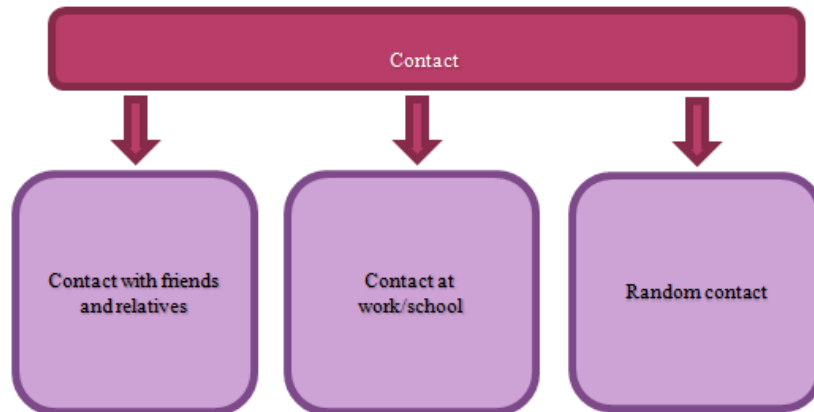 Contact
Contact with friends
and relatives
Contact at
work/school
Random contact